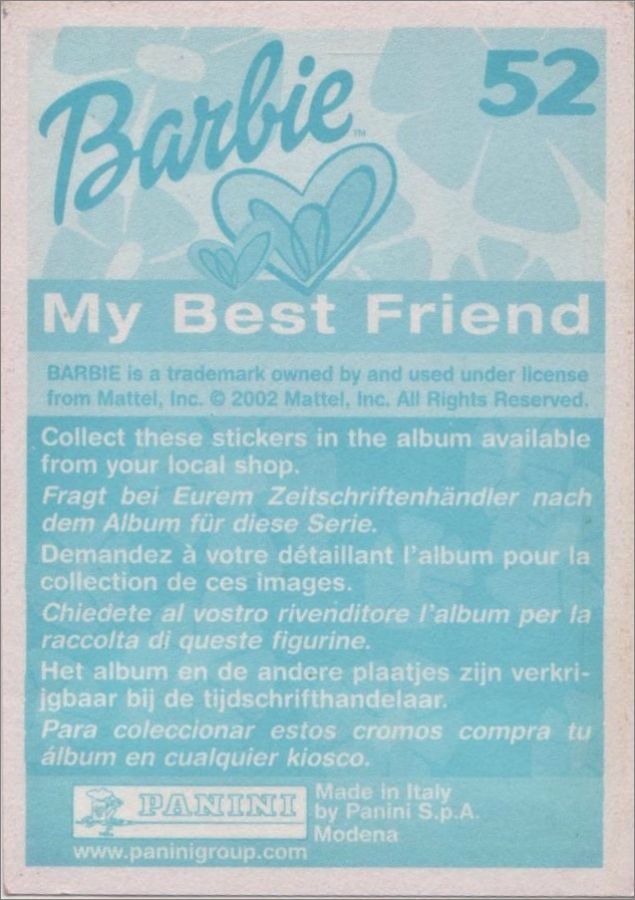 Barbie™
52
My Best Friend
BARBIE is a trademark owned by and used under license
from Mattel, Inc. © 2002 Mattel, Inc. All Rights Reserved.
Collect these stickers in the album available
from your local shop.
Fragt bei Eurem Zeitschriftenhändler nach
dem Album für diese Serie.
Demandez à votre détaillant l'album pour la
collection de ces images.
Chiedete al vostro rivenditore l'album per la
raccolta di queste figurine.
Het album en de andere plaatjes zijn verkri-
jgbaar bij de tijdschrifthandelaar.
Para coleccionar estos cromos compra tu
álbum en cualquier kiosco.
PANINI
www.paninigroup.com
Made in Italy
by Panini S.p.A.
Modena